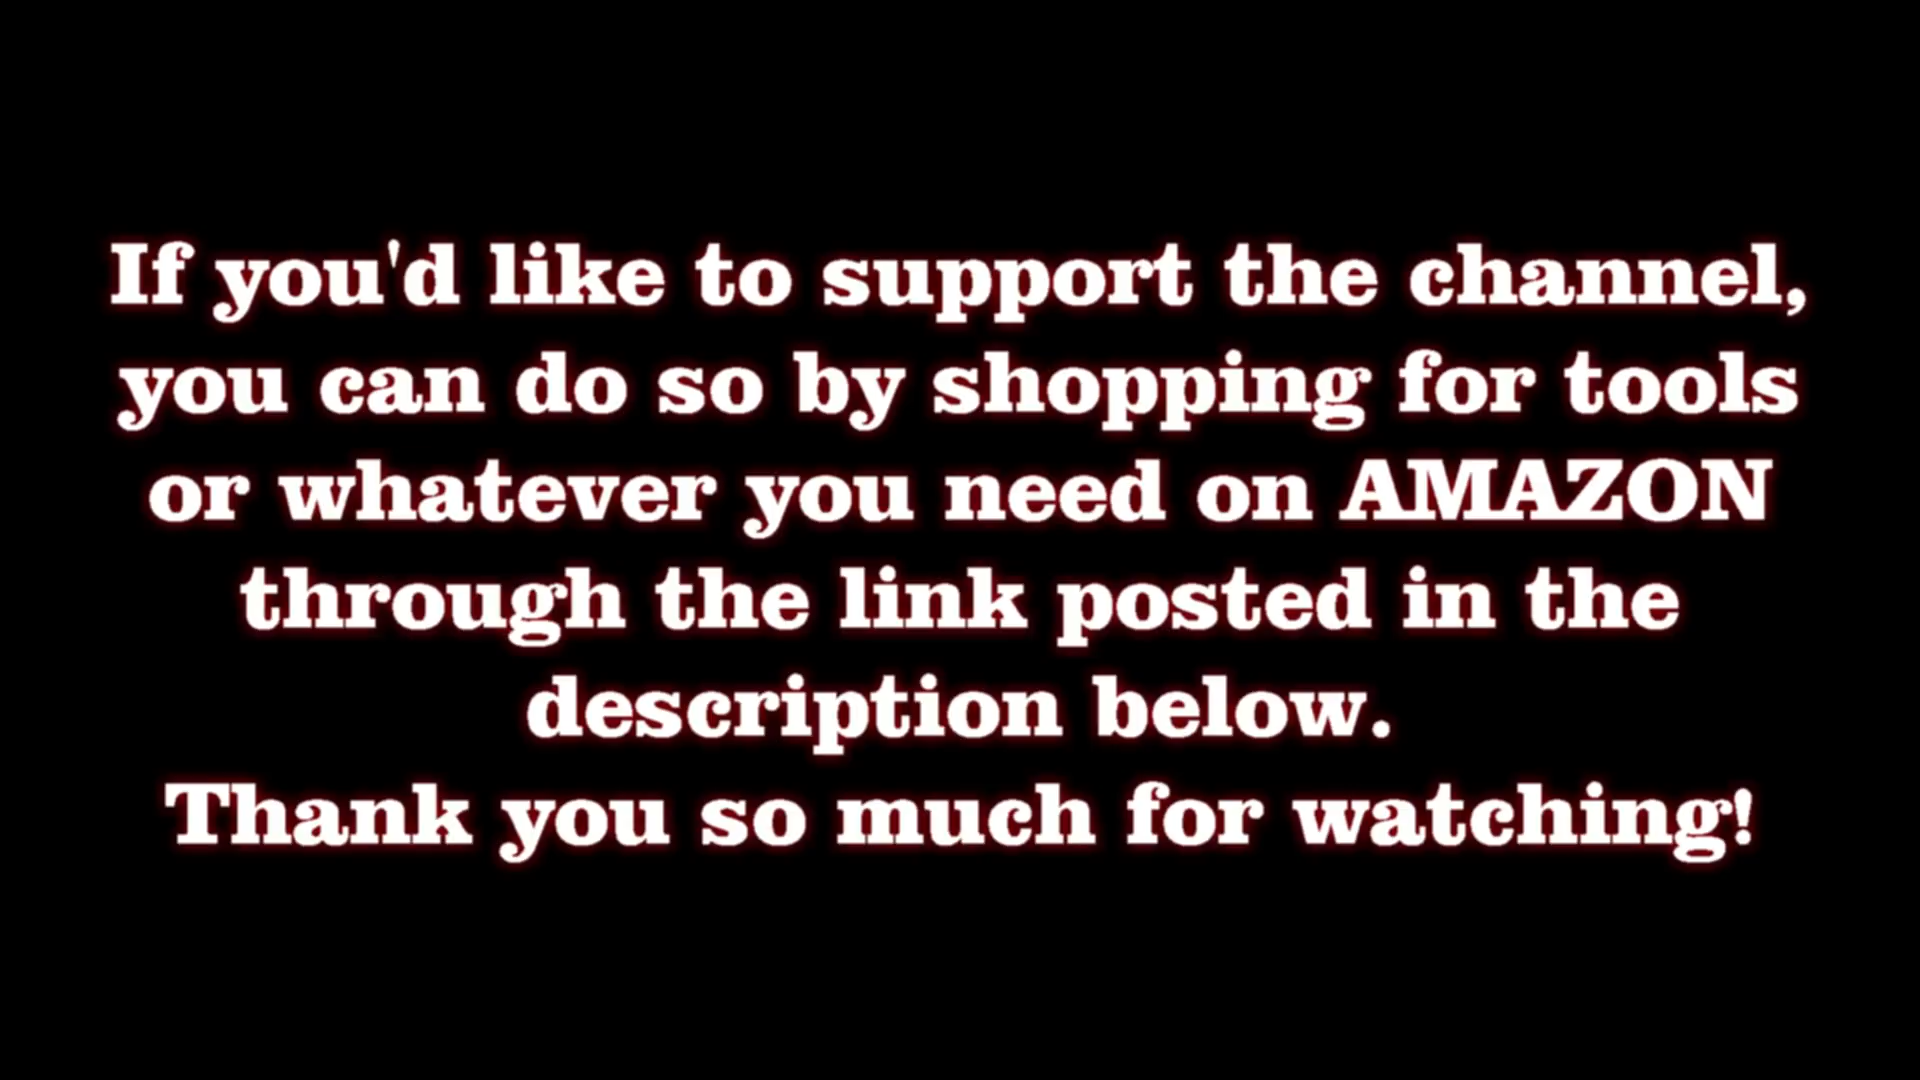 If you'd like to support the channel,
you can do so by shopping for tools
or whatever you need on AMAZON
through the link posted in the
description below.
Thank you so much for watching!